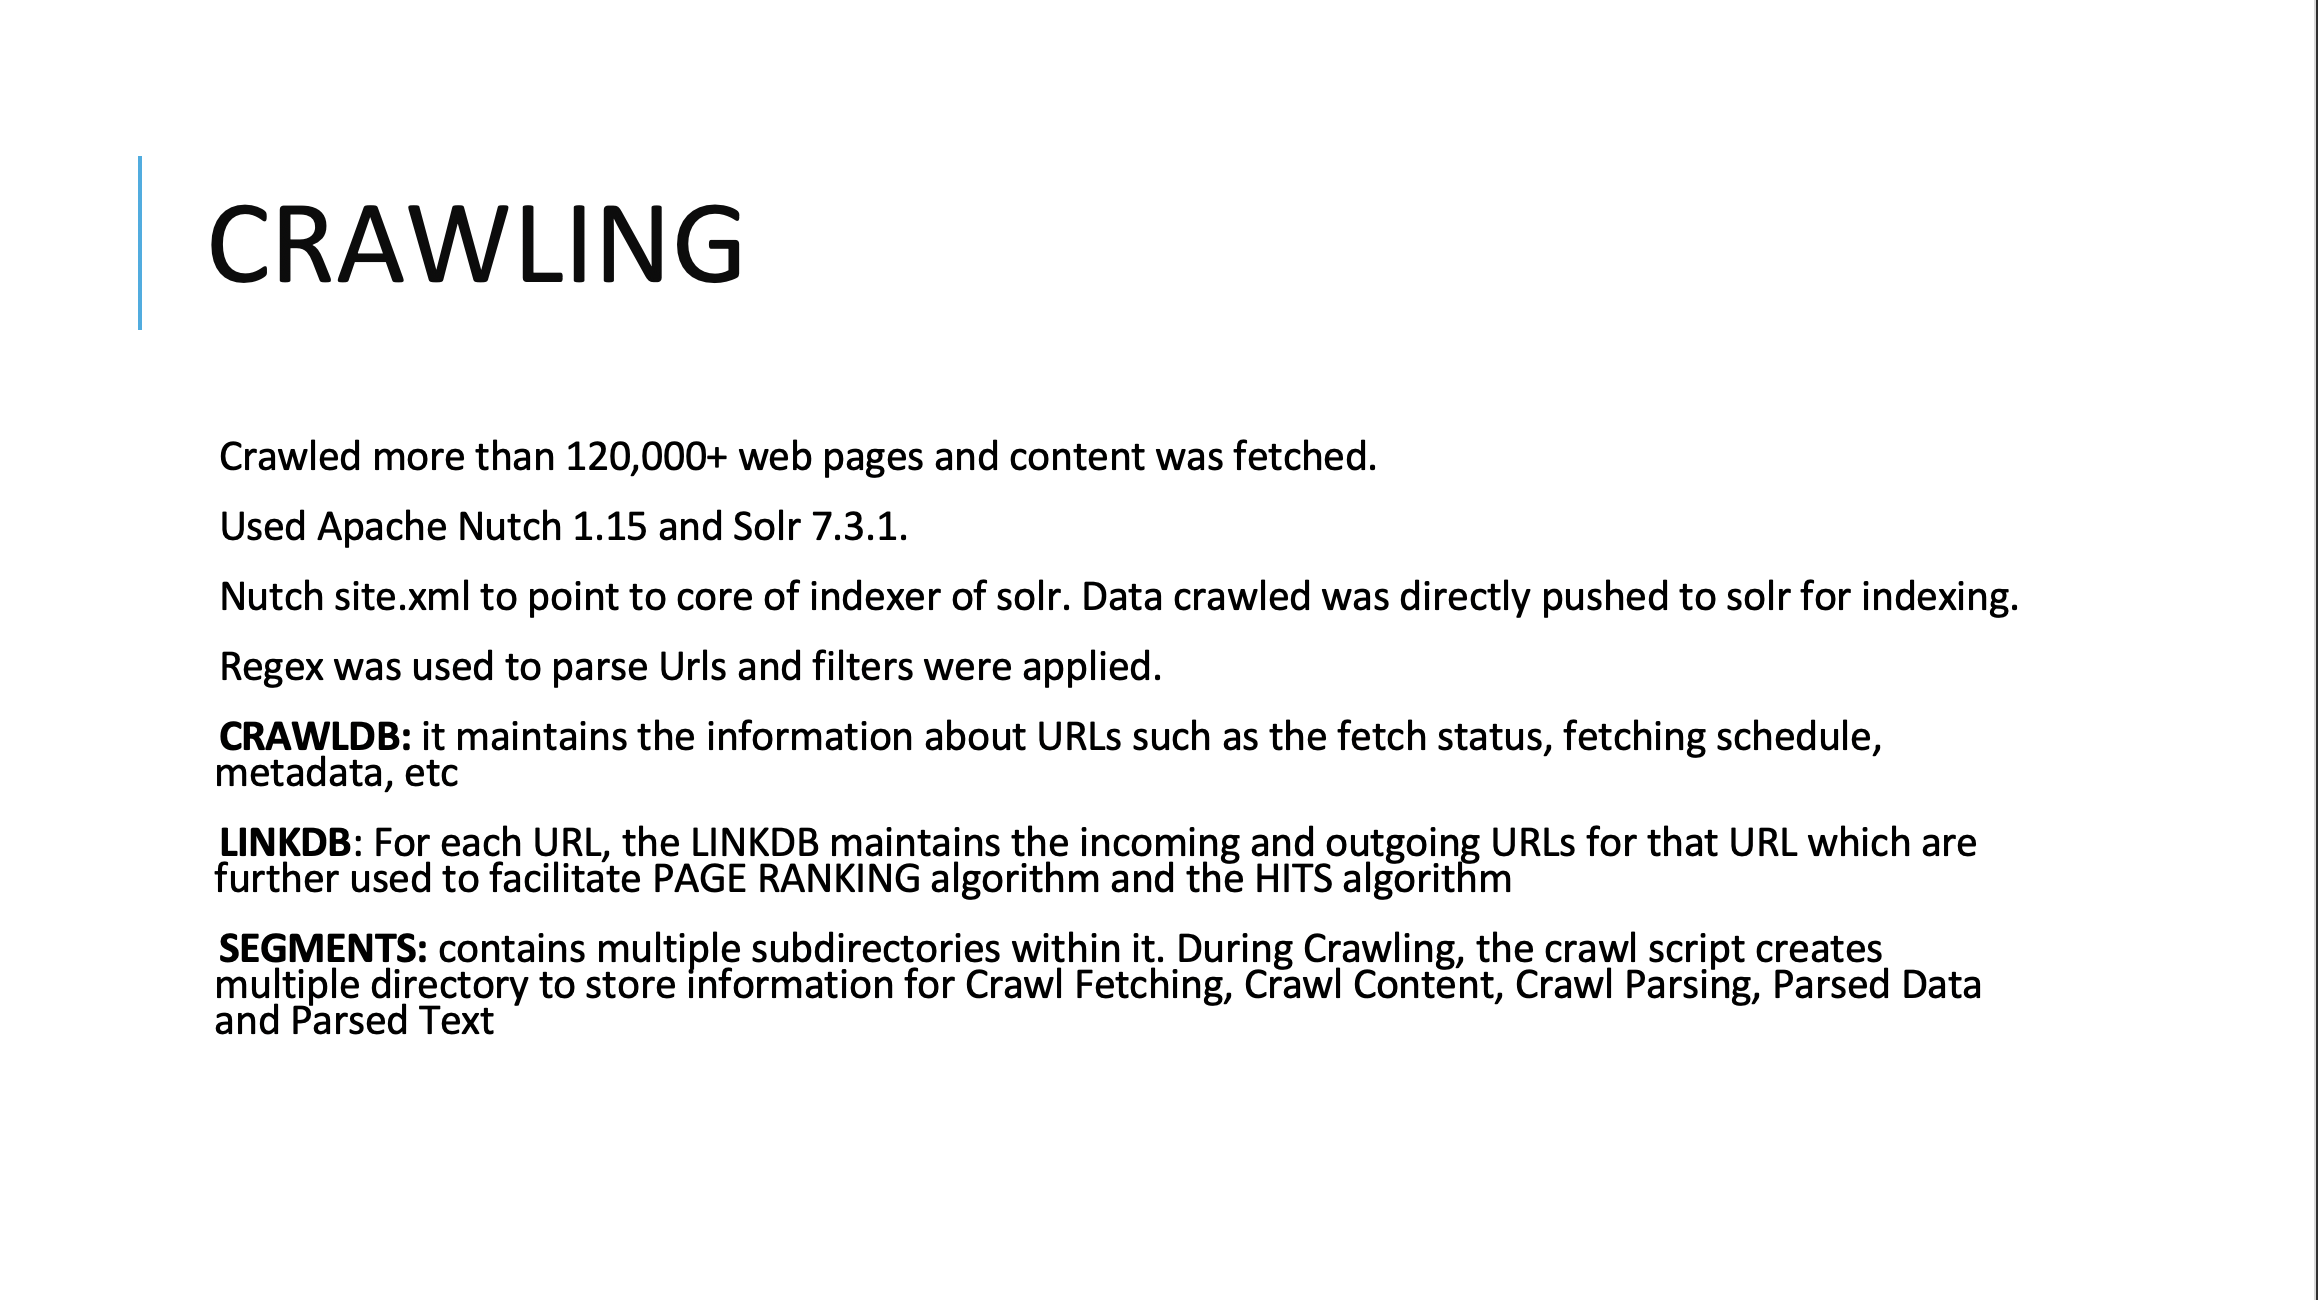 CRAWLING
Crawled more than 120,000+ web pages and content was fetched.
Used Apache Nutch 1.15 and Solr 7.3.1.
Nutch site.xml to point to core of indexer of solr. Data crawled was directly pushed to solr for indexing.
Regex was used to parse Urls and filters were applied.
CRAWLDB: it maintains the information about URLs such as the fetch status, fetching schedule,
metadata, etc
LINKDB: For each URL, the LINKDB maintains the incoming and outgoing URLs for that URL which are
further used to facilitate PAGE RANKING algorithm and the HITS algorithm
SEGMENTS: contains multiple subdirectories within it. During Crawling, the crawl script creates
multiple directory to store information for Crawl Fetching, Crawl Content, Crawl Parsing, Parsed Data
and Parsed Text